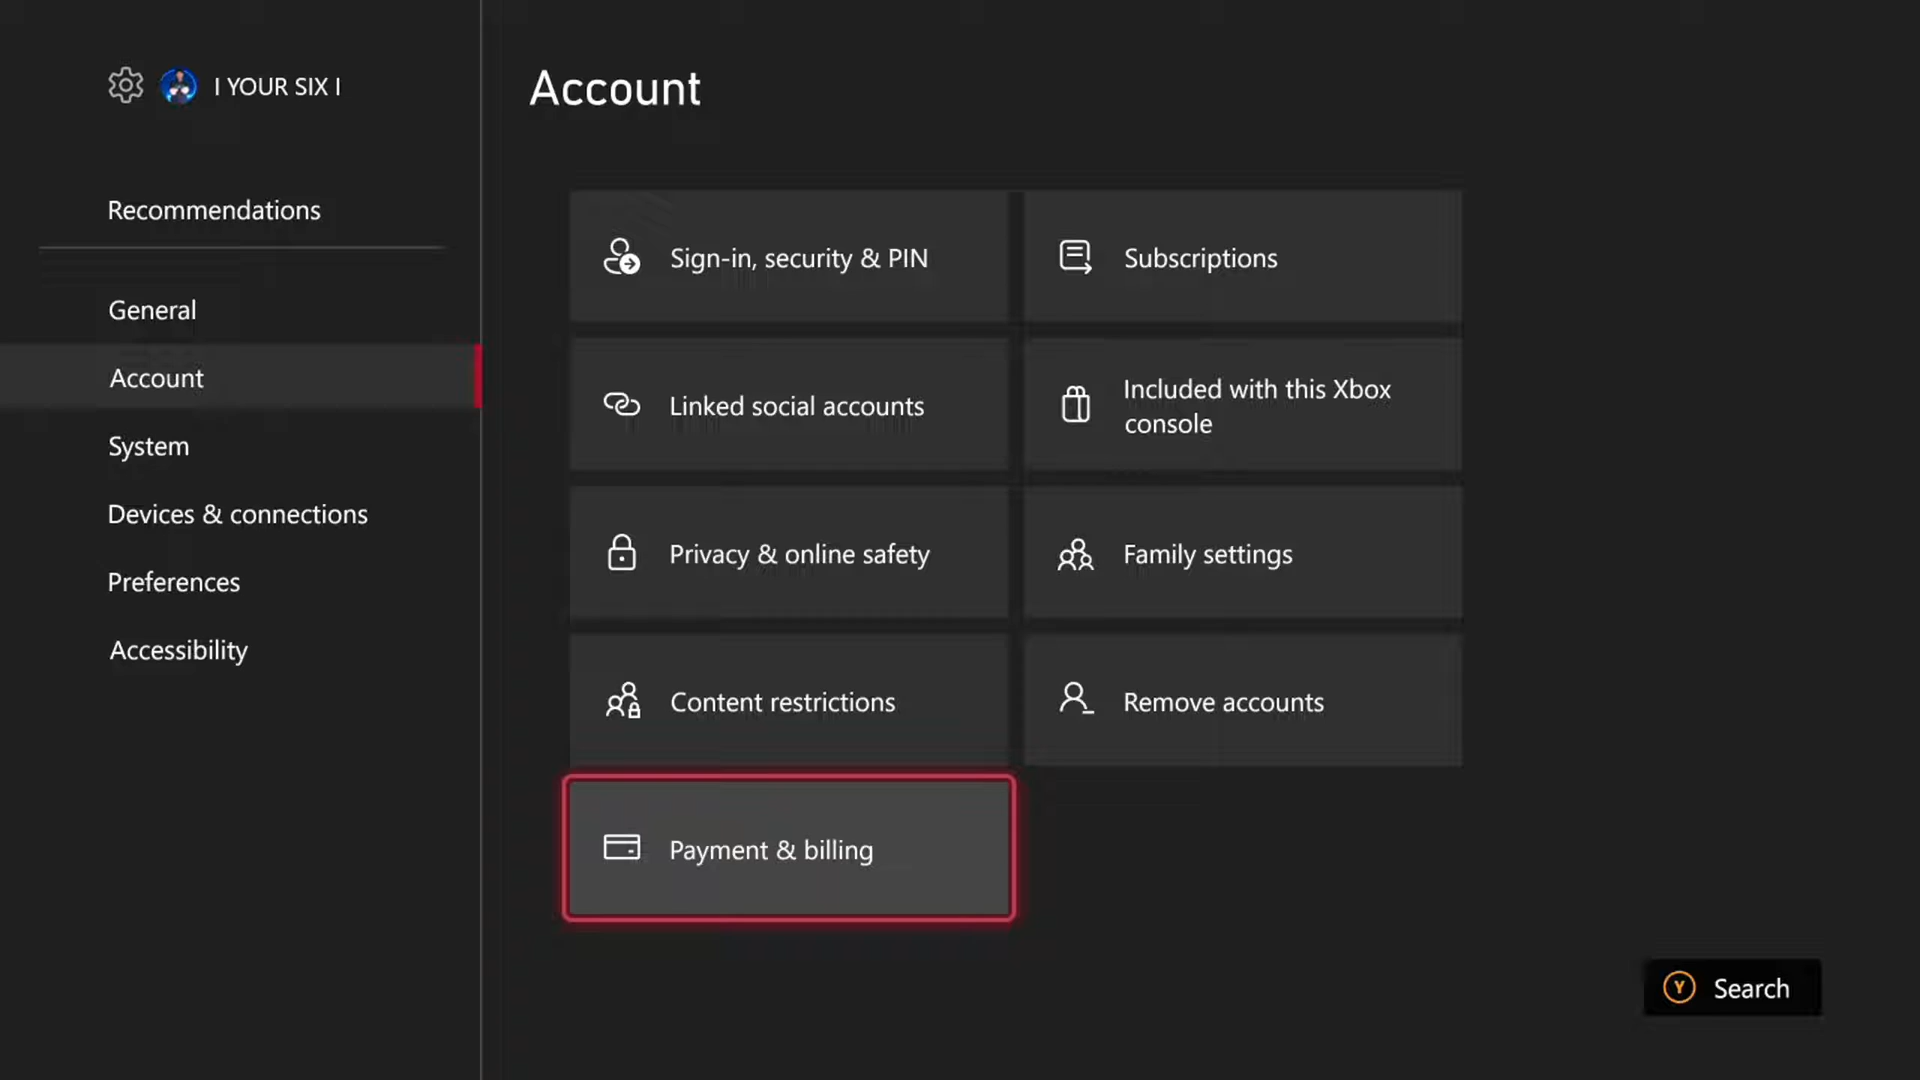 I YOUR SIX I
Account
Recommendations
General
Account
System
Devices & connections
Preferences
Accessibility
Sign-in, security & PIN
Subscriptions
Linked social accounts
Included with this Xbox
console
Privacy & online safety
Family settings
Content restrictions
Remove accounts
Payment & billing
Y Search